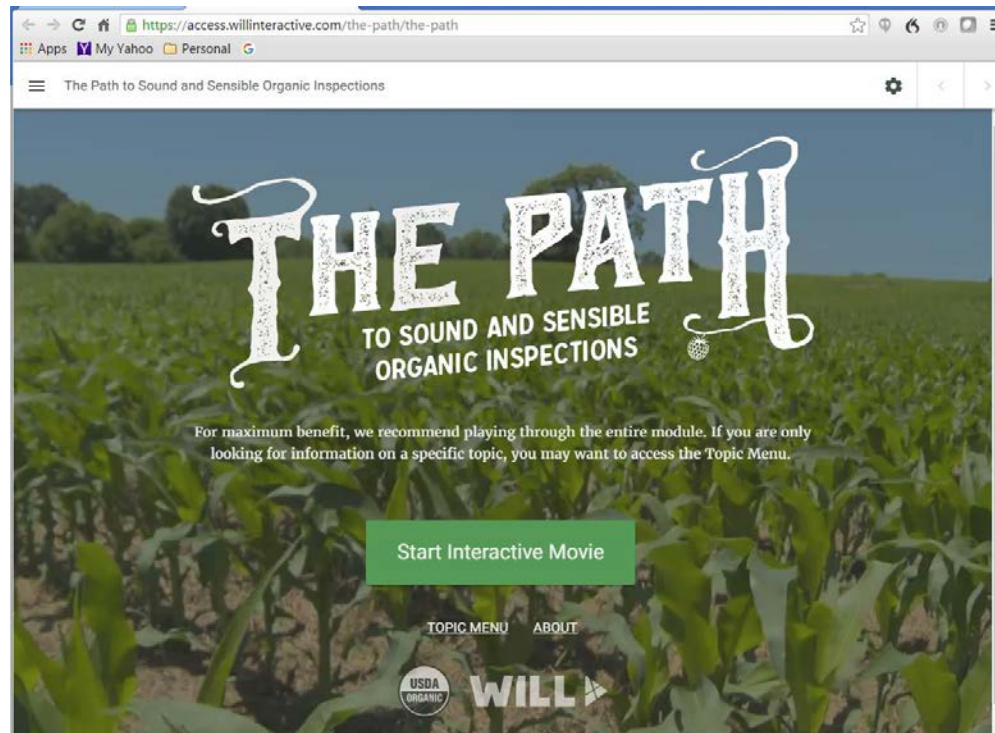 https://access.willinteractive.com/the-path/the-path
Apps My Yahoo Personal
The Path to Sound and Sensible Organic Inspections
THE PATH
TO SOUND AND SENSIBLE
ORGANIC INSPECTIONS
For maximum benefit, we recommend playing through the entire module. If you are only
looking for information on a specific topic, you may want to access the Topic Menu.
Start Interactive Movie
TOPIC MENU ABOUT
USDA
ORGANIC
WILL